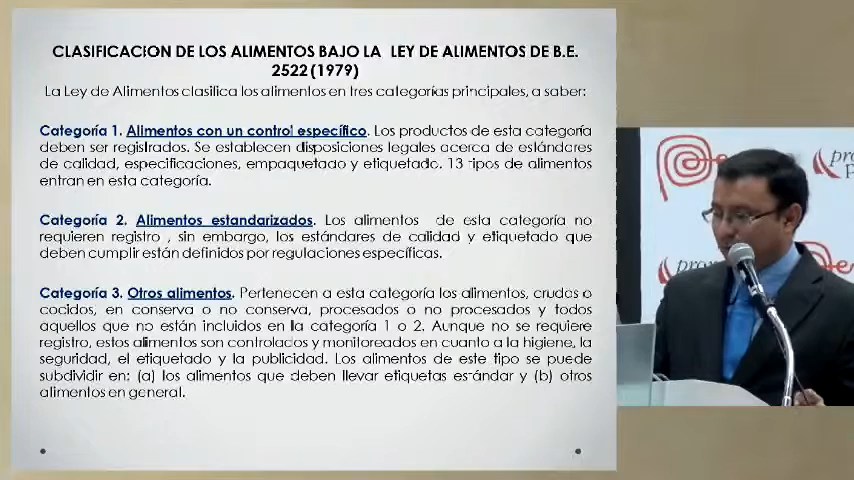 CLASIFICACION DE LOS ALIMENTOS BAJO LA LEY DE ALIMENTOS DE B.E.
2522 (1979)
La Ley de Alimentos clasifica los alimentos en tres categorías principales, a saber:
Categoría 1. Alimentos con un control específico. Los productos de esta categoría
deben ser registrados. Se establecen disposiciones legales acerca de estándares
de calidad, especificaciones, empaquetado y etiquetado. 13 tipos de alimentos
entran en esta categoría.
Categoría 2. Alimentos estandarizados. Los alimentos de esta categoría no
requieren registro , sin embargo, los estándares de calidad y etiquetado que
deben cumplir están definidos por regulaciones específicas.
Categoría 3. Otros alimentos. Pertenecen a esta categoría los alimentos, crudos o
cocidos, en conserva o no conserva, procesados o no procesados y todos
aquellos que no están incluidos en la categoría 1 o 2. Aunque no se requiere
registro, estos alimentos son controlados y monitoreados en cuanto a la higiene, la
seguridad, el etiquetado y la publicidad. Los alimentos de este tipo se puede
subdividir en: (a) los alimentos que deben llevar etiquetas estándar y (b) otros
alimentos en general.